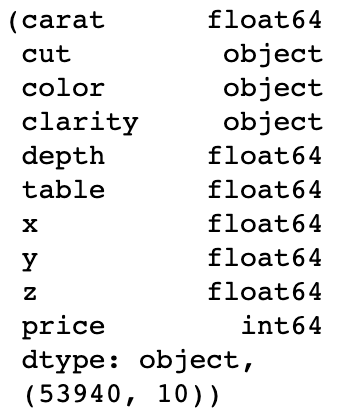 (carat float64
cut object
color object
clarity object
depth float64
table float64
x float64
y float64
z float64
price int64
dtype: object,
(53940, 10))